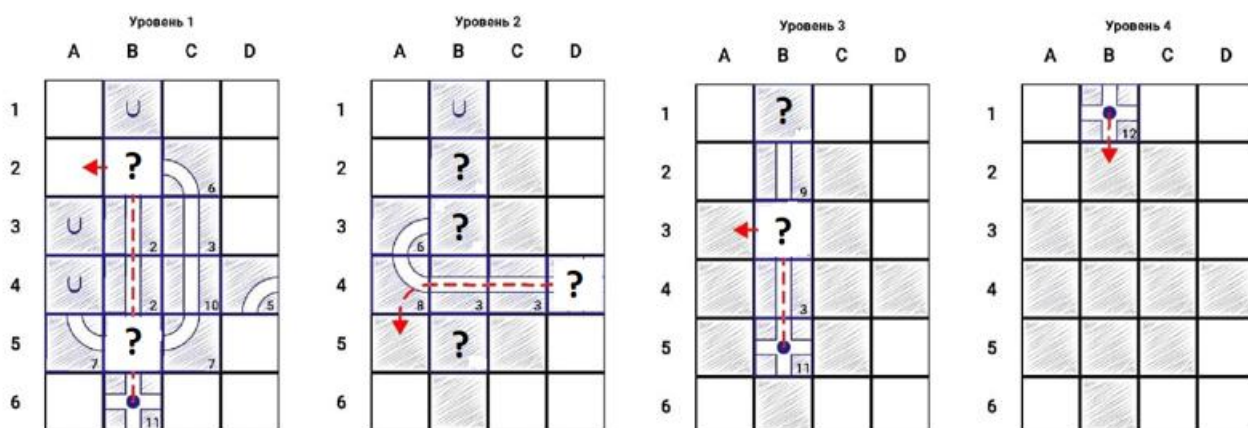 Уровень 1
Уровень 2
Уровень 3
Уровень 4
A B C D
A B C D
A B C D
A B C D
1 U
1 U
1 ?
1 12
2 ? 6
2 ?
2 9
2
3 U 2 3
3 6 ?
3 ?
3
4 U 2 10 5
4 8 3 3 ?
4 3
4
5 7 ? 7
5 ?
5 11
5
6 11
6
6
6